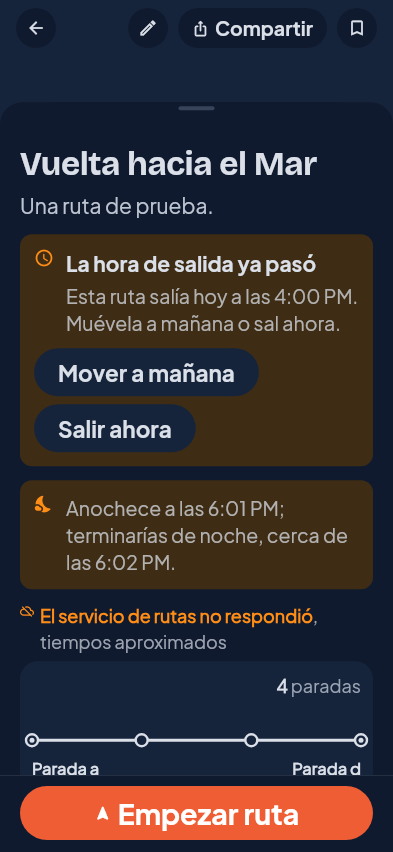 Compartir
Vuelta hacia el Mar
Una ruta de prueba.
La hora de salida ya pasó
Esta ruta salía hoy a las 4:00 PM.
Muévela a mañana o sal ahora.
Mover a mañana
Salir ahora
Anochece a las 6:01 PM;
terminarías de noche, cerca de
las 6:02 PM.
El servicio de rutas no respondió,
tiempos aproximados
4 paradas
Parada a
Parada d
Empezar ruta